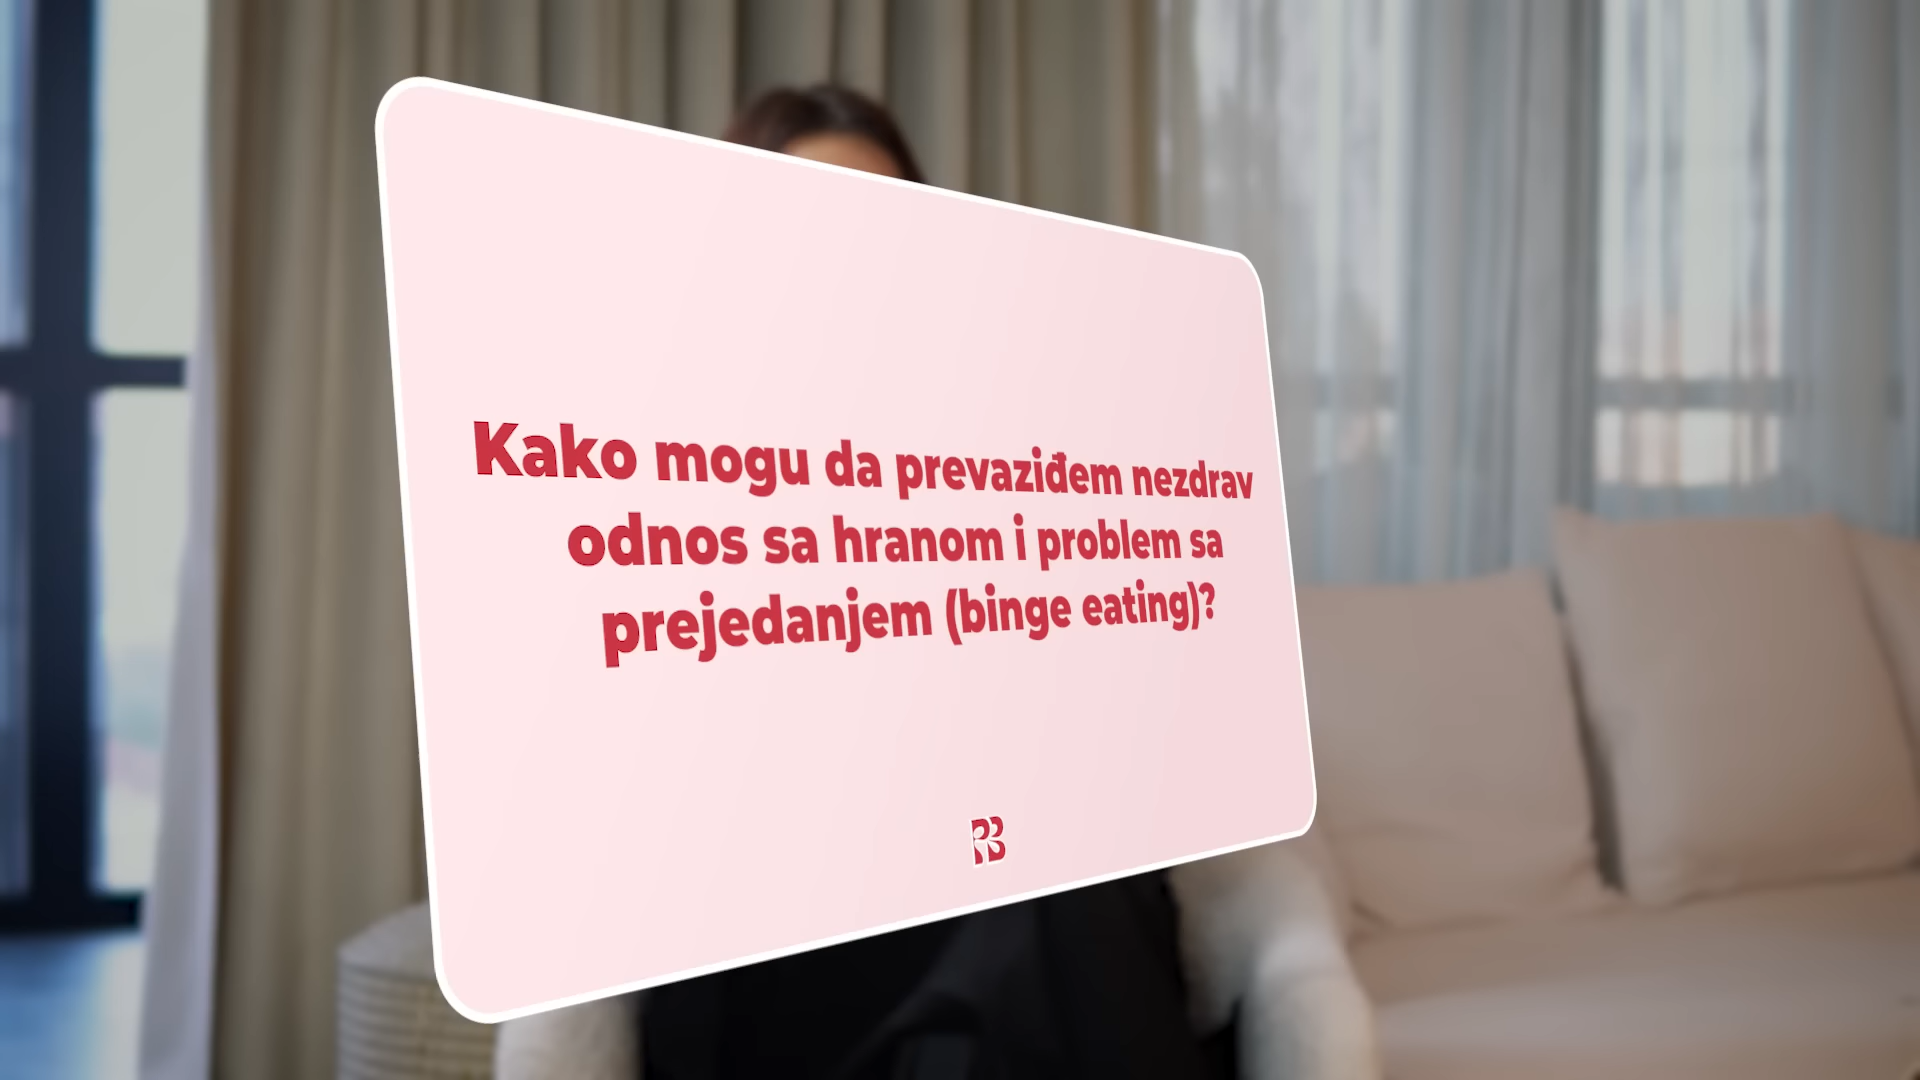 Kako mogu da prevaziđem nezdrav
odnos sa hranom i problem sa
prejedanjem (binge eating)?